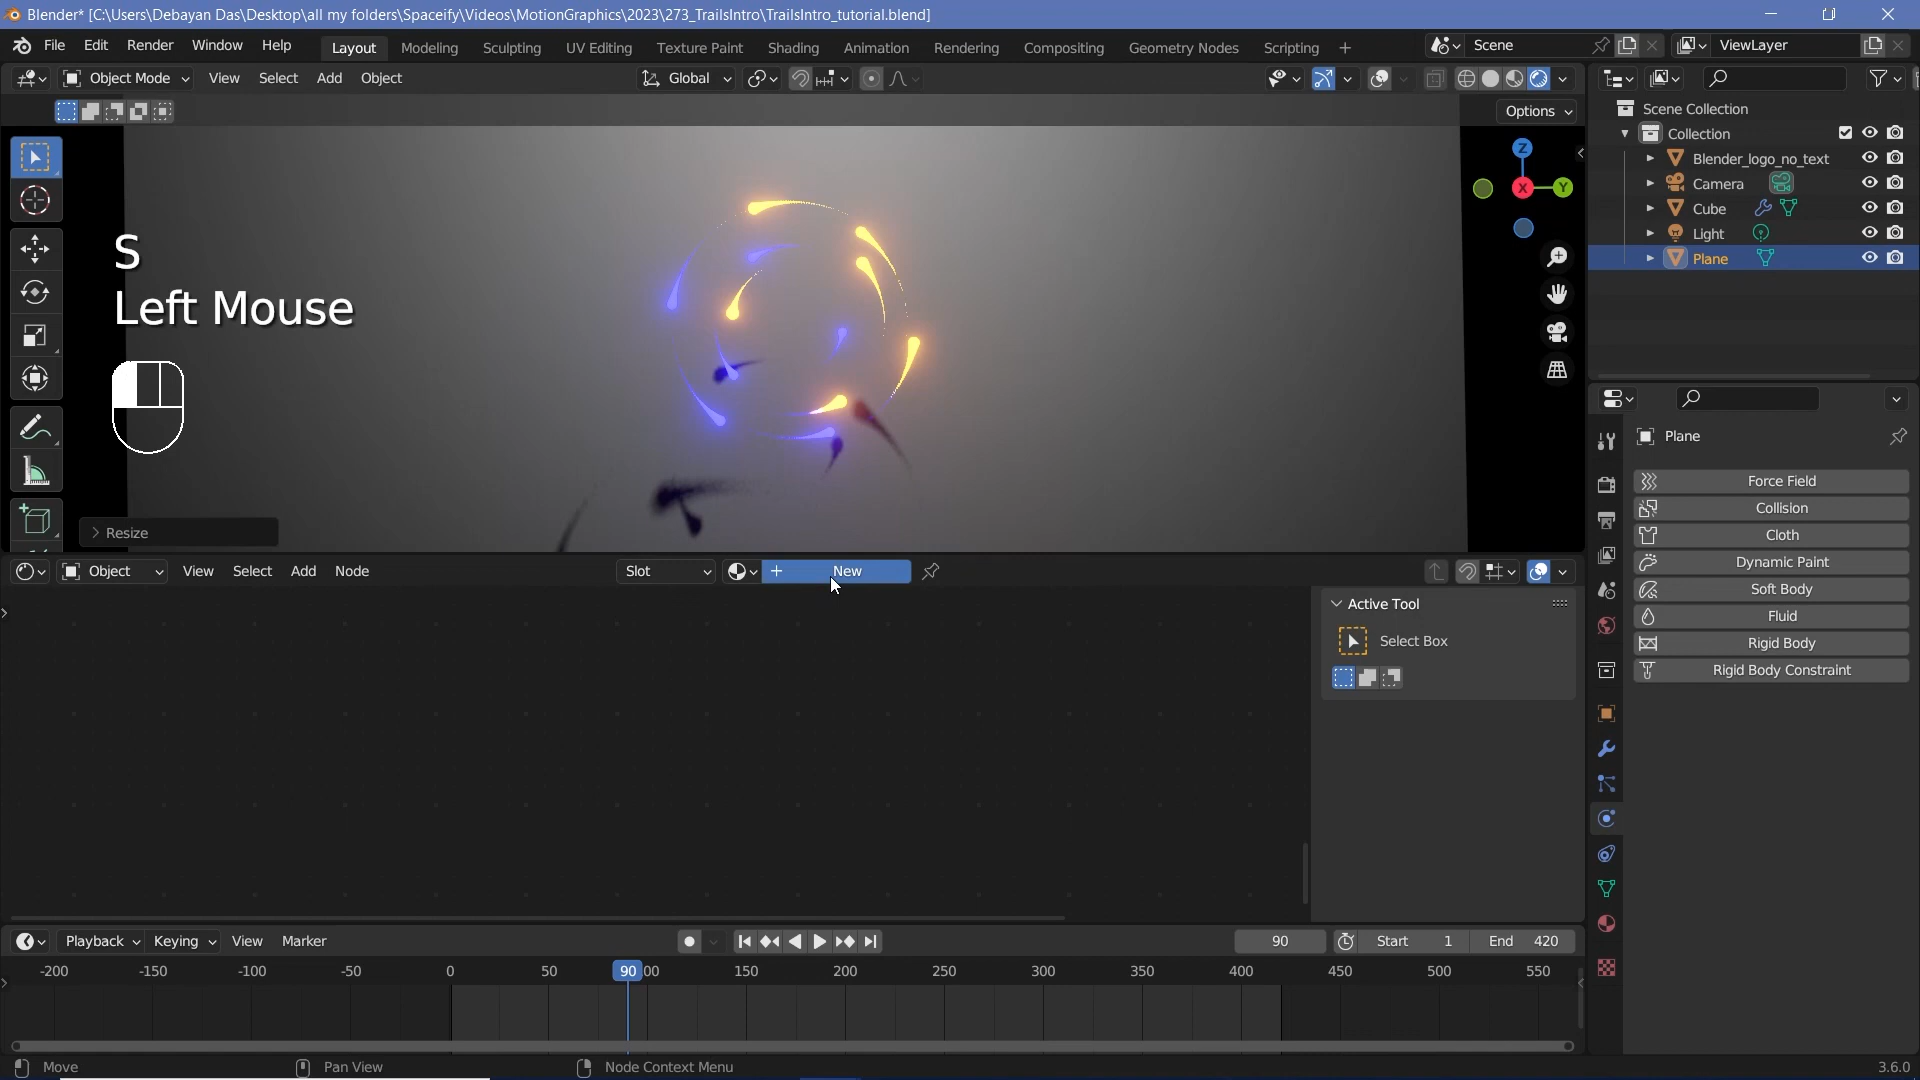 Blender* [C:\Users\Debayan Das\Desktop\all my folders\Spaceify\Videos\MotionGraphics\2023\273_TrailsIntro\TrailsIntro_tutorial.blend]
File Edit Render Window Help Layout Modeling Sculpting UV Editing Texture Paint Shading Animation Rendering Compositing Geometry Nodes Scripting + Scene ViewLayer
Object Mode View Select Add Object Global
Options
Scene Collection
Collection
Blender_logo_no_text
Camera
Cube
Light
Plane
Z
X
Y
S
Left Mouse
Resize
Plane
Force Field
Collision
Cloth
Dynamic Paint
Soft Body
Fluid
Rigid Body
Rigid Body Constraint
Object View Select Add Node Slot + New
Active Tool
Select Box
Playback Keying View Marker 90 Start 1 End 420
-200 -150 -100 -50 0 50 90 00 150 200 250 300 350 400 450 500 550
Move Pan View Node Context Menu 3.6.0